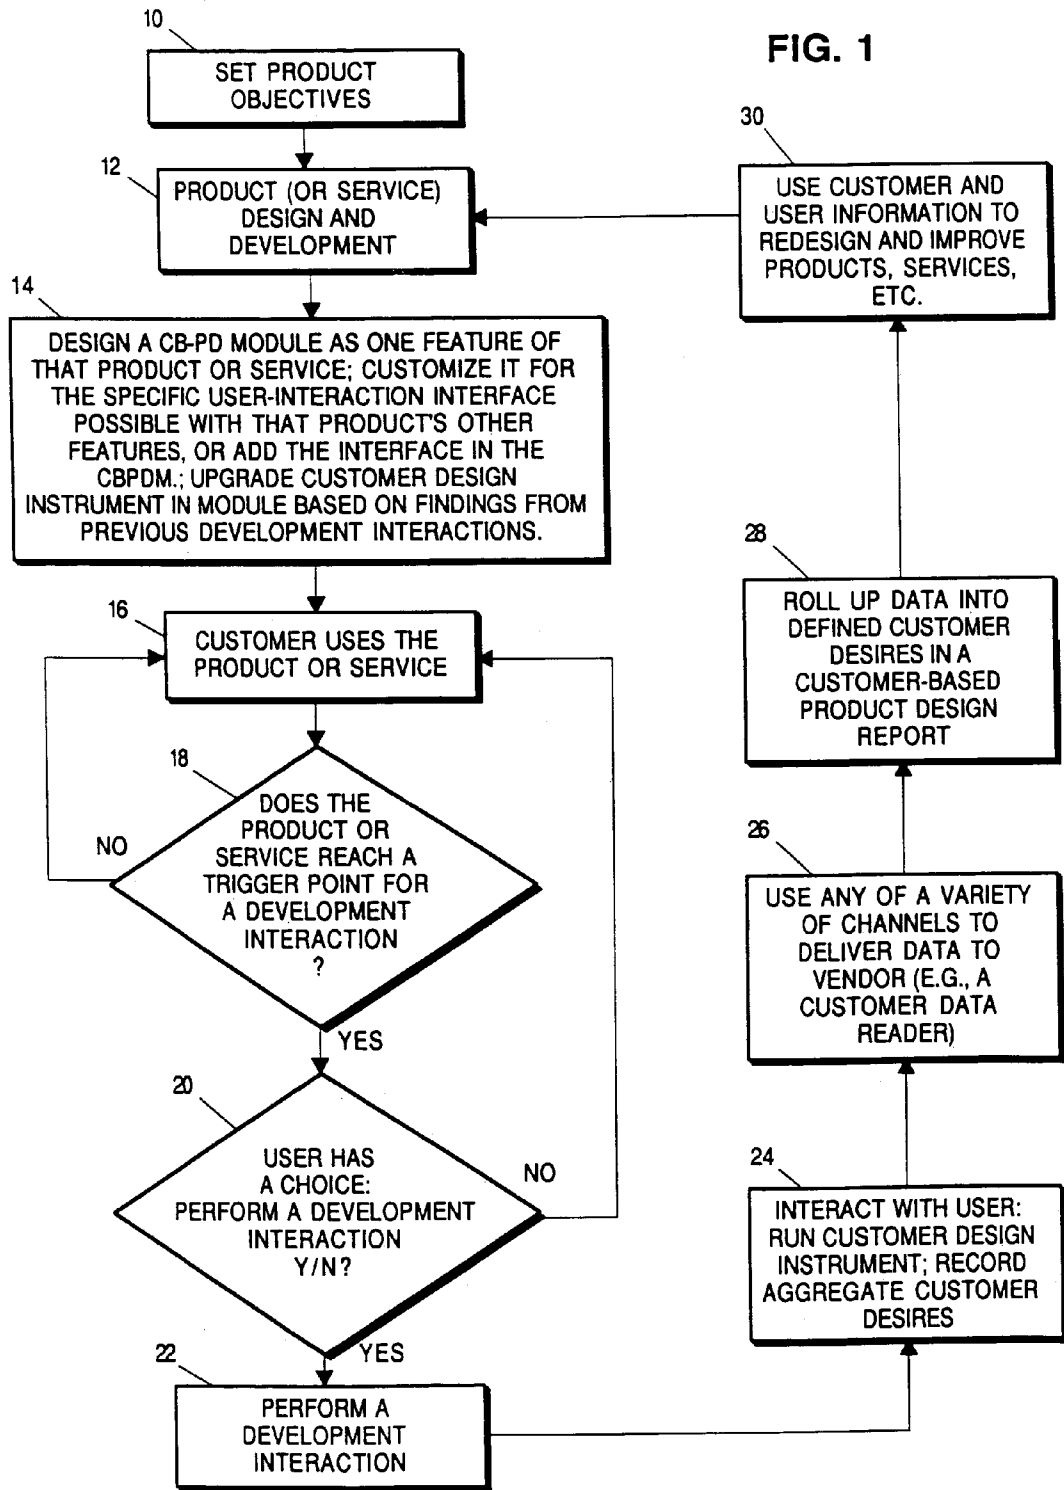 FIG. 1
10
SET PRODUCT
OBJECTIVES
12
PRODUCT (OR SERVICE)
DESIGN AND
DEVELOPMENT
14
DESIGN A CB-PD MODULE AS ONE FEATURE OF
THAT PRODUCT OR SERVICE; CUSTOMIZE IT FOR
THE SPECIFIC USER-INTERACTION INTERFACE
POSSIBLE WITH THAT PRODUCT'S OTHER
FEATURES, OR ADD THE INTERFACE IN THE
CBPDM.; UPGRADE CUSTOMER DESIGN
INSTRUMENT IN MODULE BASED ON FINDINGS FROM
PREVIOUS DEVELOPMENT INTERACTIONS.
16
CUSTOMER USES THE
PRODUCT OR SERVICE
18
DOES THE
PRODUCT OR
SERVICE REACH A
TRIGGER POINT FOR
A DEVELOPMENT
INTERACTION
?
NO
YES
20
USER HAS
A CHOICE:
PERFORM A DEVELOPMENT
INTERACTION
Y/N?
NO
YES
22
PERFORM A
DEVELOPMENT
INTERACTION
24
INTERACT WITH USER:
RUN CUSTOMER DESIGN
INSTRUMENT; RECORD
AGGREGATE CUSTOMER
DESIRES
26
USE ANY OF A VARIETY
OF CHANNELS TO
DELIVER DATA TO
VENDOR (E.G., A
CUSTOMER DATA
READER)
28
ROLL UP DATA INTO
DEFINED CUSTOMER
DESIRES IN A
CUSTOMER-BASED
PRODUCT DESIGN
REPORT
30
USE CUSTOMER AND
USER INFORMATION TO
REDESIGN AND IMPROVE
PRODUCTS, SERVICES,
ETC.